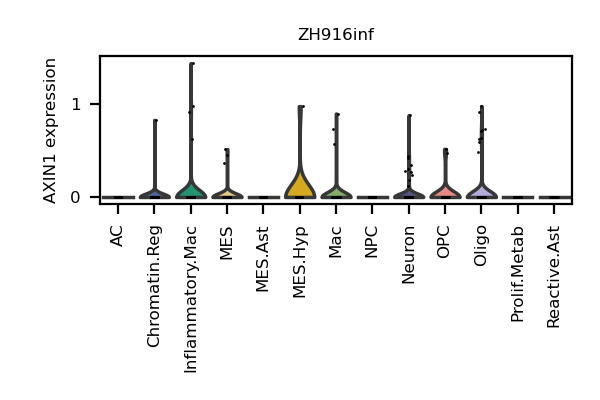 ZH916inf
AXIN1 expression
1
0
AC
Chromatin.Reg
Inflammatory.Mac
MES
MES.Ast
MES.Hyp
Mac
NPC
Neuron
OPC
Oligo
Prolif.Metab
Reactive.Ast